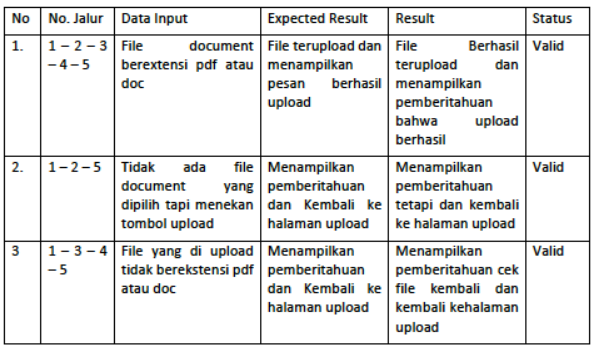 No No. Jalur Data Input Expected Result Result Status
1. 1 – 2 – 3 File document File terupload dan File Berhasil Valid
– 4 – 5 berextensi pdf atau menampilkan terupload dan
doc pesan berhasil menampilkan
upload pemberitahuan
bahwa upload
berhasil
2. 1 – 2 – 5 Tidak ada file Menampilkan Menampilkan Valid
document yang pemberitahuan pemberitahuan
dipilih tapi menekan dan Kembali ke tetapi dan kembali
tombol upload halaman upload ke halaman upload
3 1 – 3 – 4 File yang di upload Menampilkan Menampilkan Valid
– 5 tidak berekstensi pdf pemberitahuan pemberitahuan cek
atau doc dan Kembali ke file kembali dan
halaman upload kembali kehalaman
upload